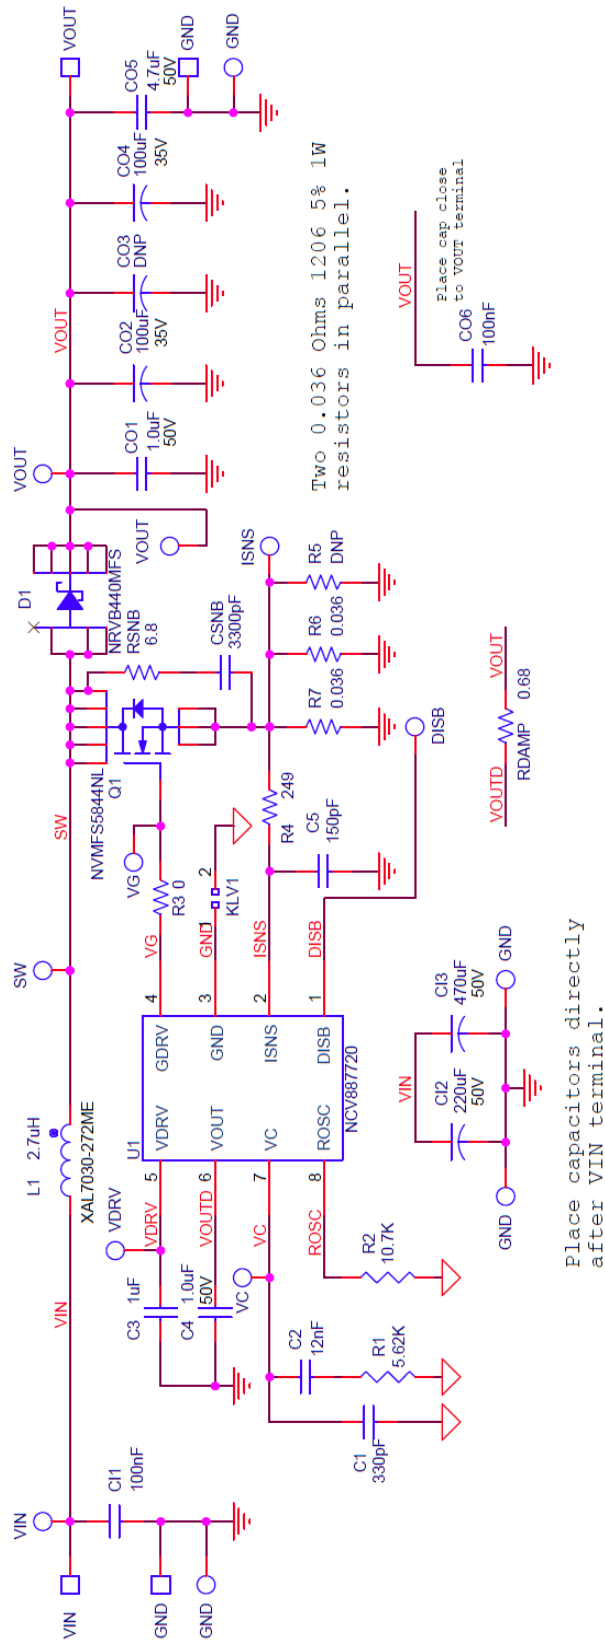 VIN
VIN
GND
GND
CI1
100nF
VIN
L1 2.7uH
XAL7030-272ME
SW
SW
NVMFS5844NL
Q1
D1
NRVB440MFS
RSNB
6.8
CSNB
3300pF
VOUT
VOUT
VOUT
CO1
1.0uF
50V
CO2
100uF
35V
CO3
DNP
CO4
100uF
35V
CO5
4.7uF
50V
VOUT
GND
GND
VDRV
VDRV
C3
1uF
C4
1.0uF
50V
VOUTD
VC
VC
ROSC
5
6
7
8
U1
VDRV
VOUT
VC
ROSC
GDRV
GND
ISNS
DISB
NCV887720
4
3
2
1
VG
GND
ISNS
DISB
R3 0
VG
1
2
KLV1
R4
249
C5
150pF
ISNS
R7
0.036
R6
0.036
R5
DNP
DISB
Two 0.036 Ohms 1206 5% 1W
resistors in parallel.
C1
330pF
C2
12nF
R1
5.62K
R2
10.7K
VIN
CI2
220uF
50V
CI3
470uF
50V
GND
GND
Place capacitors directly
after VIN terminal.
VOUTD
VOUT
RDAMP
0.68
VOUT
Place cap close
to VOUT terminal
CO6
100nF